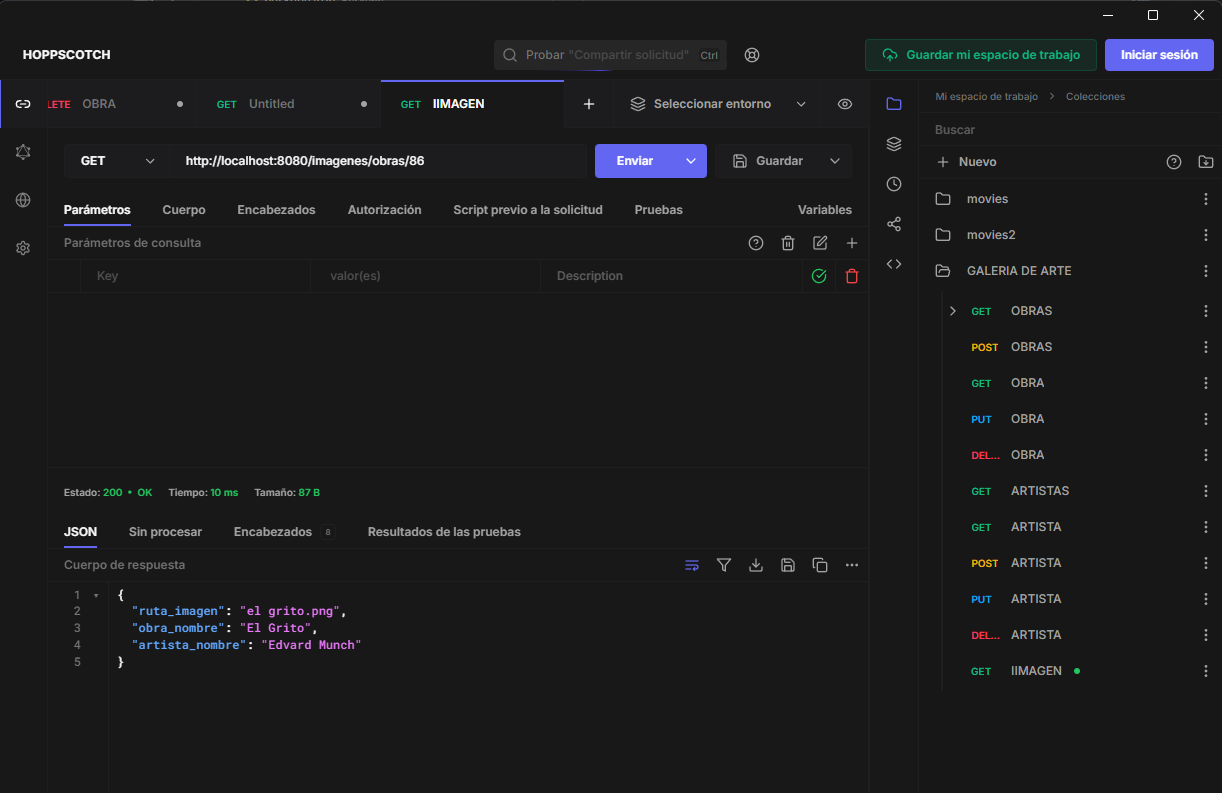 HOPPSCOTCH
Probar "Compartir solicitud" Ctrl
Guardar mi espacio de trabajo
Iniciar sesión
LETE OBRA
GET Untitled
GET IIMAGEN
Seleccionar entorno
GET
http://localhost:8080/imagenes/obras/86
Enviar
Guardar
Parámetros Cuerpo Encabezados Autorización Script previo a la solicitud Pruebas Variables
Parámetros de consulta
Key valor(es) Description
Estado: 200 • OK Tiempo: 10 ms Tamaño: 87 B
JSON Sin procesar Encabezados 8 Resultados de las pruebas
Cuerpo de respuesta
1 {
2 "ruta_imagen": "el grito.png",
3 "obra_nombre": "El Grito",
4 "artista_nombre": "Edvard Munch"
5 }
Mi espacio de trabajo > Colecciones
Buscar
Nuevo
movies
movies2
GALERIA DE ARTE
GET OBRAS
POST OBRAS
GET OBRA
PUT OBRA
DEL... OBRA
GET ARTISTAS
GET ARTISTA
POST ARTISTA
PUT ARTISTA
DEL... ARTISTA
GET IIMAGEN